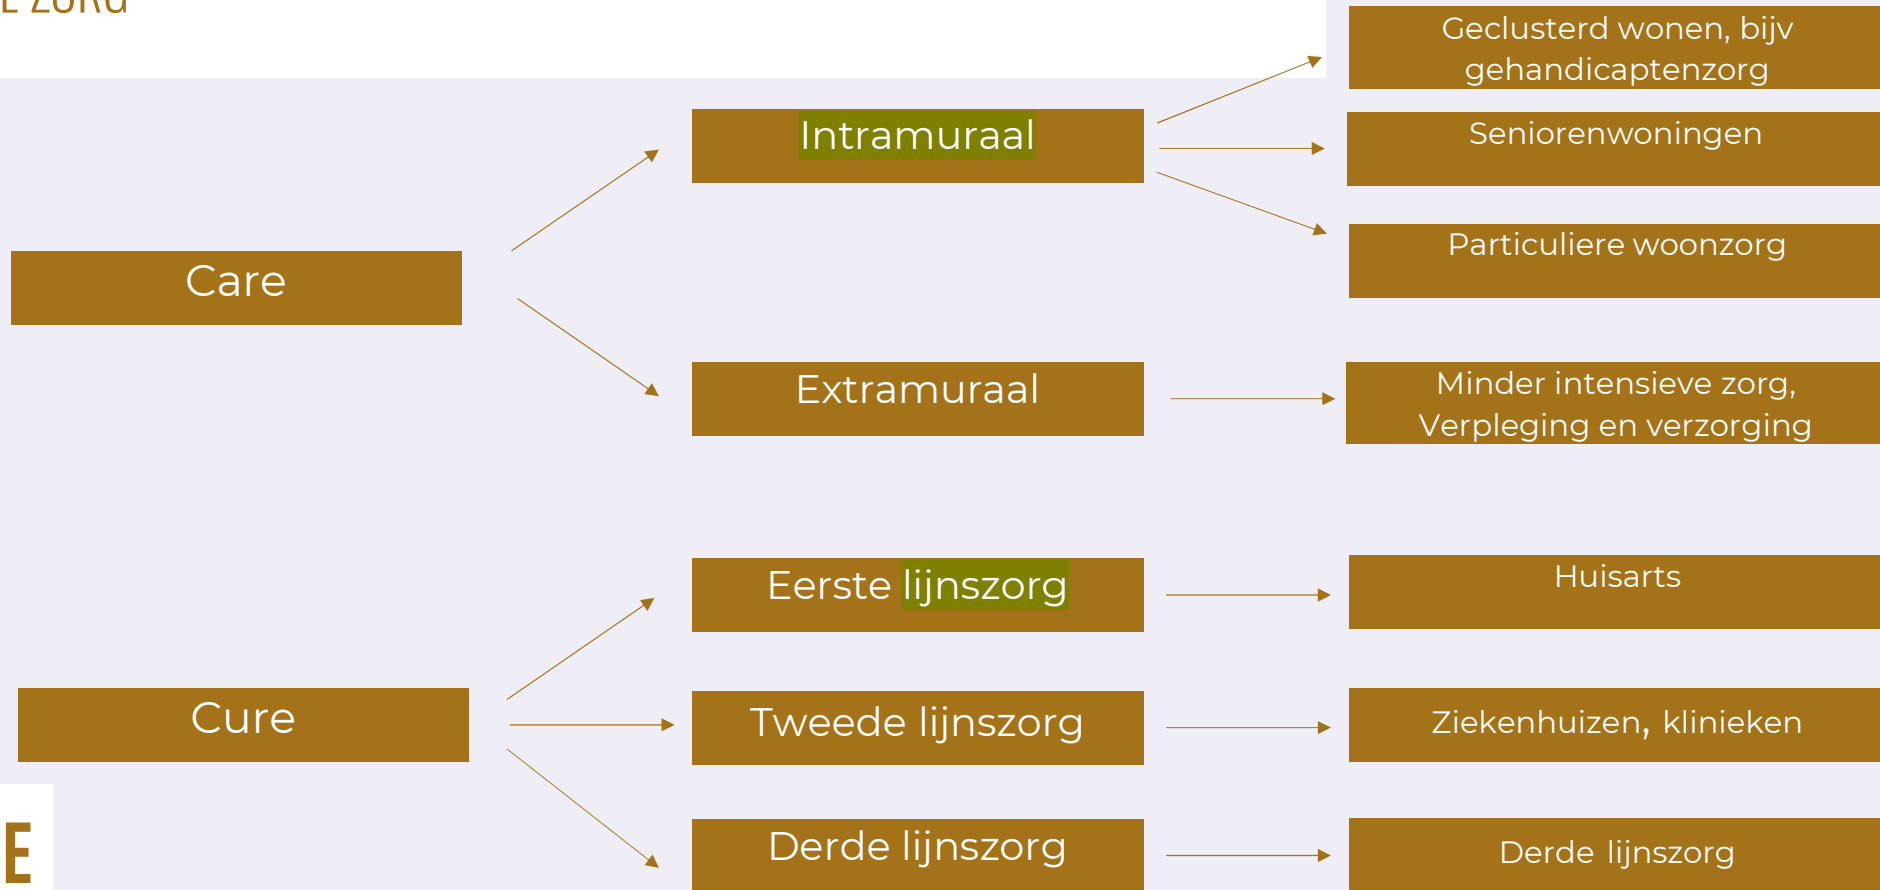 E ZORG
Geclusterd wonen, bijv
gehandicaptenzorg
Intramuraal
Seniorenwoningen
Particuliere woonzorg
Care
Extramuraal
Minder intensieve zorg,
Verpleging en verzorging
Eerste lijnszorg
Huisarts
Cure
Tweede lijnszorg
Ziekenhuizen, klinieken
Derde lijnszorg
Derde lijnszorg
E